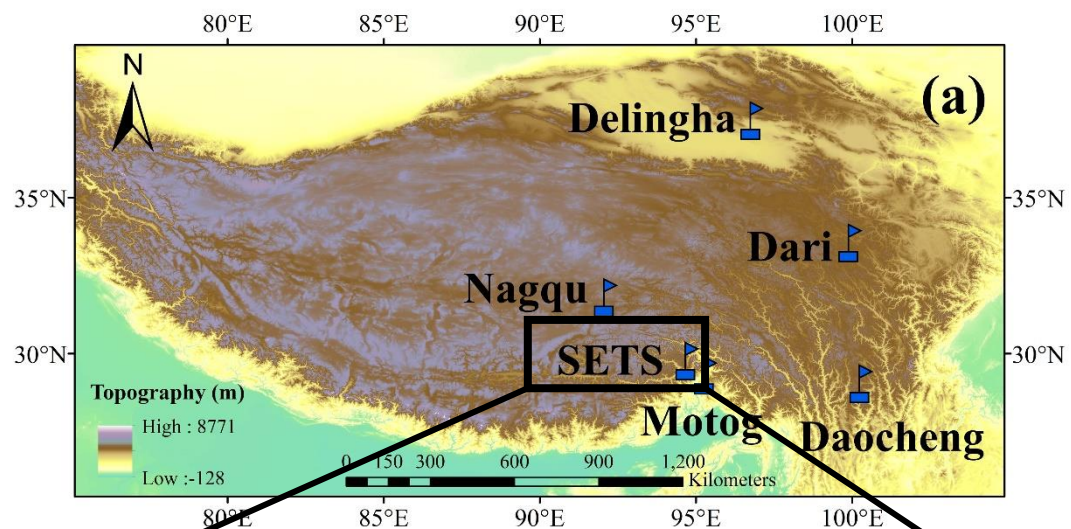 80°E 85°E 90°E 95°E 100°E
N
(a)
Delingha
35°N 35°N
Dari
Nagqu
30°N 30°N
SETS
Topography (m)
High : 8771
Low :-128
Motog
Daocheng
0 150 300 600 900 1,200
Kilometers
80°E 85°E 90°E 95°E 100°E